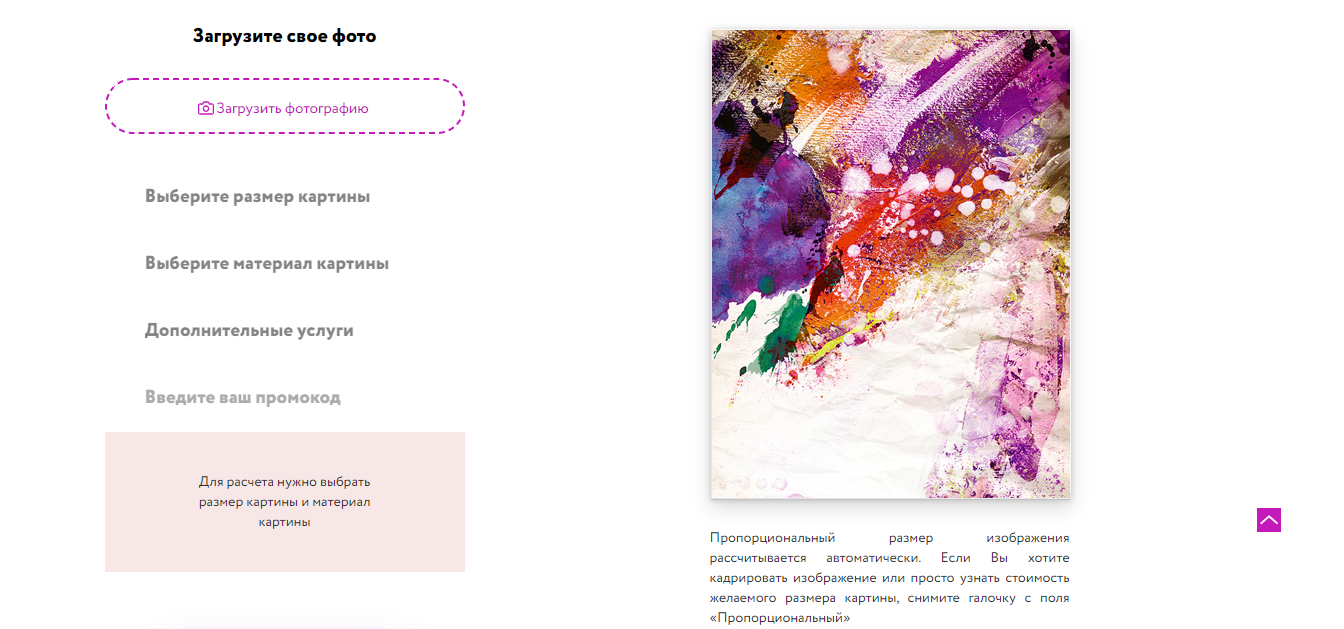 Загрузите свое фото
Загрузить фотографию
Выберите размер картины
Выберите материал картины
Дополнительные услуги
Введите ваш промокод
Для расчета нужно выбрать
размер картины и материал
картины
Пропорциональный размер изображения
рассчитывается автоматически. Если Вы хотите
кадрировать изображение или просто узнать стоимость
желаемого размера картины, снимите галочку с поля
«Пропорциональный»